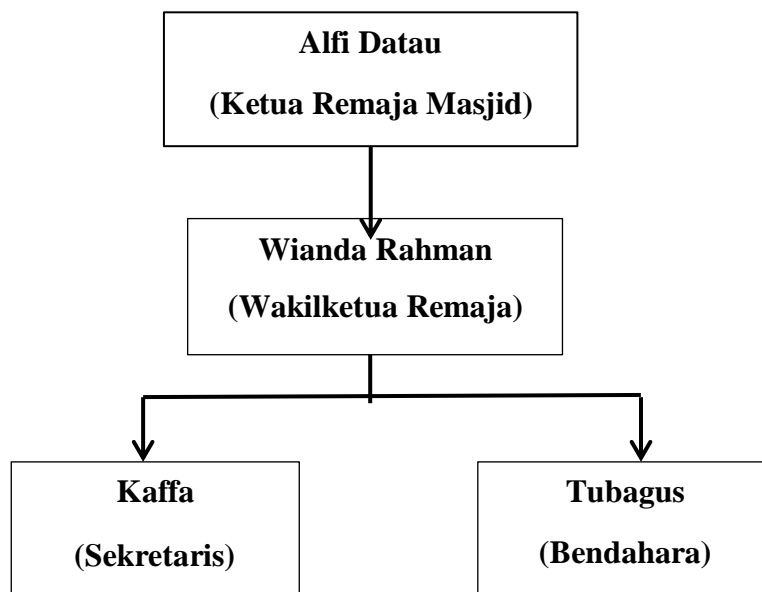 Alfi Datau
(Ketua Remaja Masjid)
Wianda Rahman
(Wakilketua Remaja)
Kaffa
(Sekretaris)
Tubagus
(Bendahara)